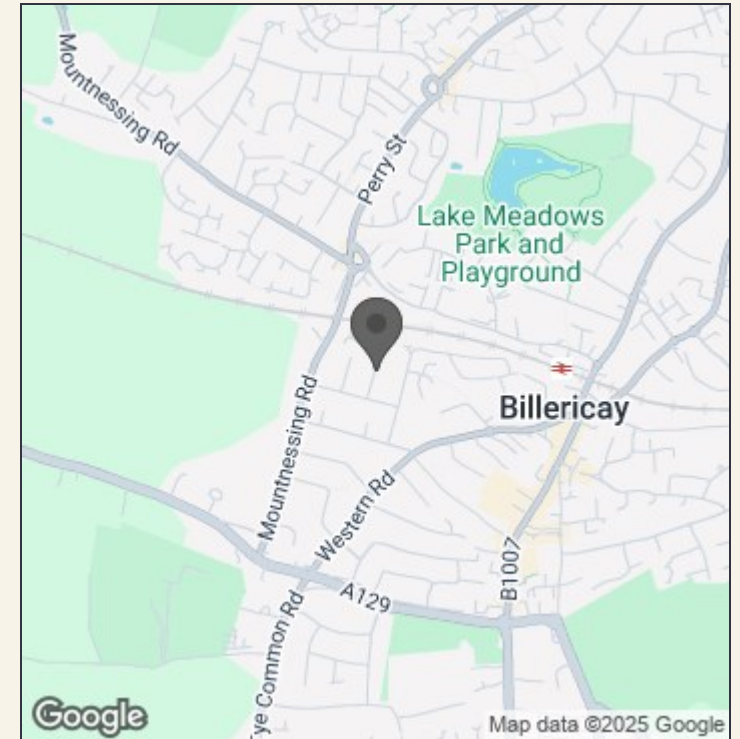 Mountnessing Rd
Perry St
Lake Meadows
Park and
Playground
Billericay
Mountnessing Rd
Western Rd
B1007
A129
Tye Common Rd
Google
Map data ©2025 Google